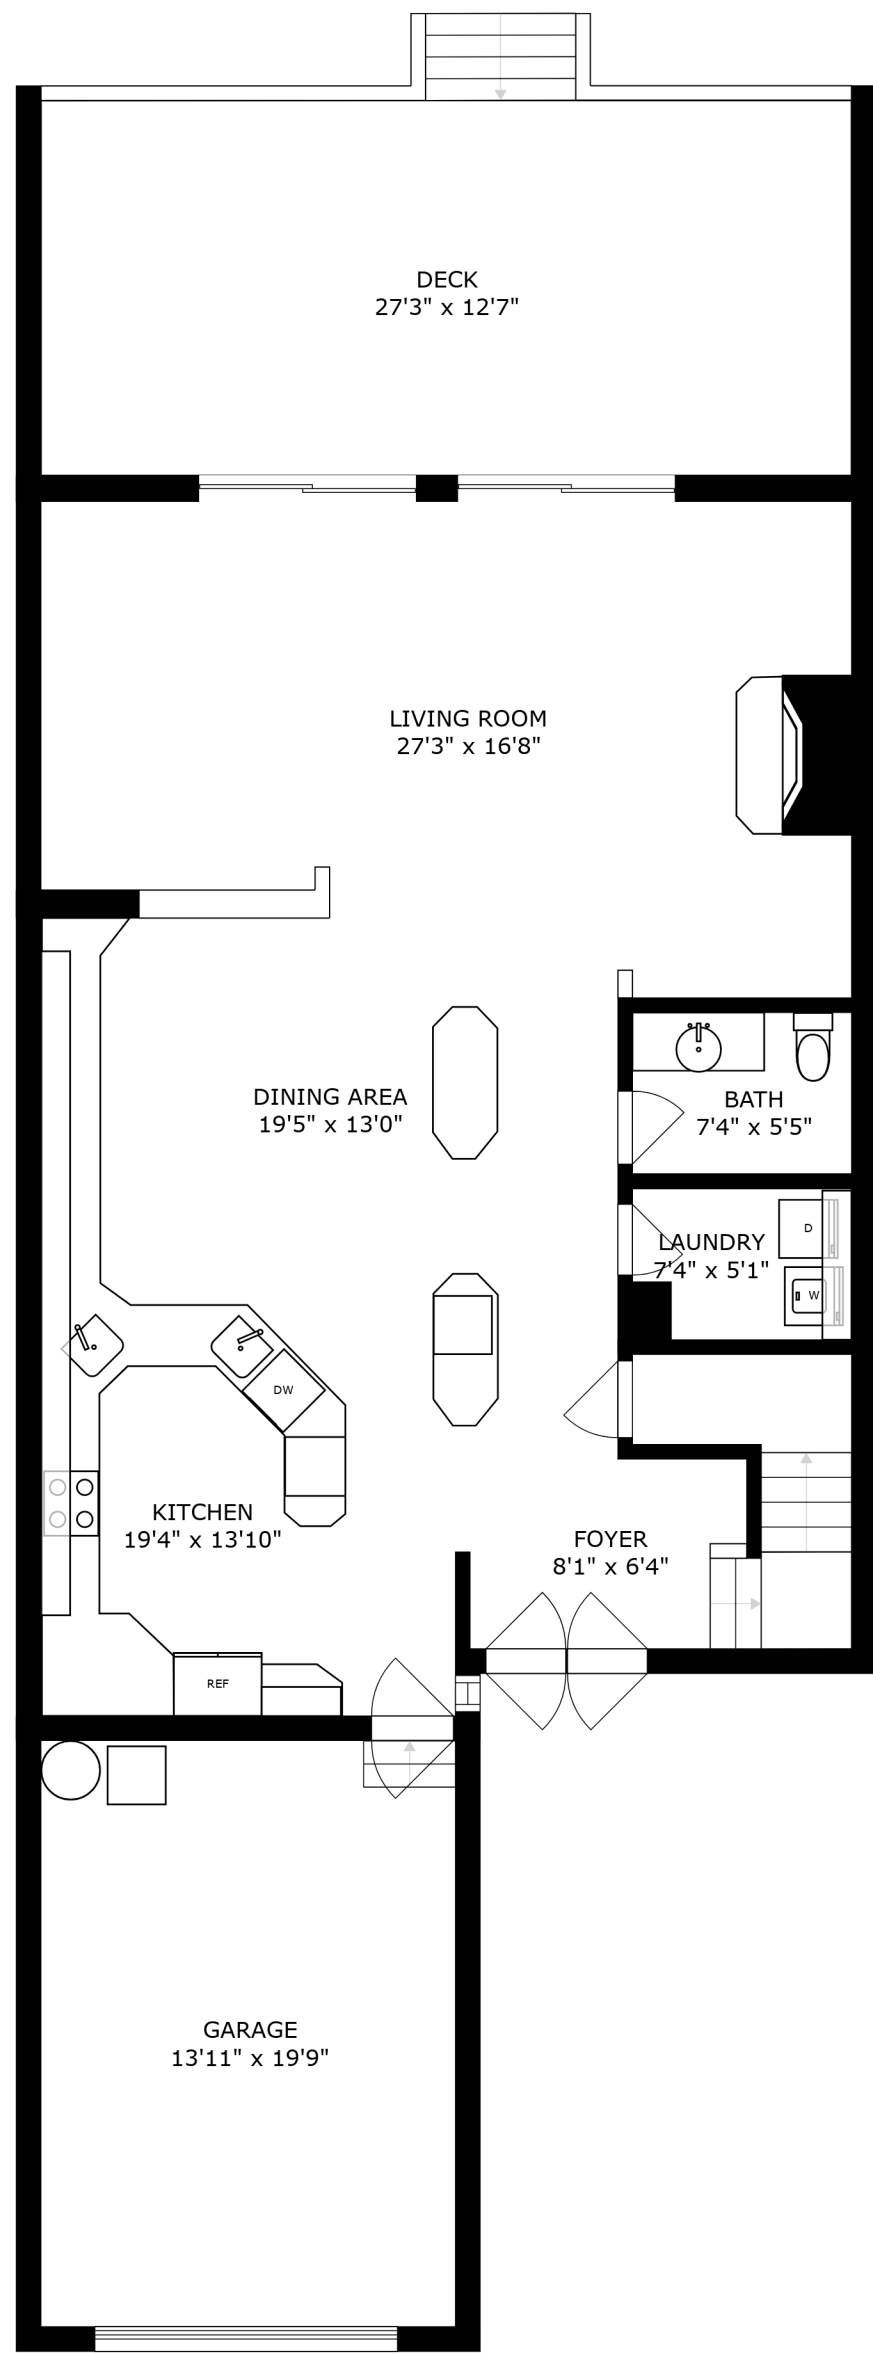 DECK
27'3" x 12'7"
LIVING ROOM
27'3" x 16'8"
DINING AREA
19'5" x 13'0"
BATH
7'4" x 5'5"
D
LAUNDRY
7'4" x 5'1"
W
DW
KITCHEN
19'4" x 13'10"
FOYER
8'1" x 6'4"
REF
GARAGE
13'11" x 19'9"